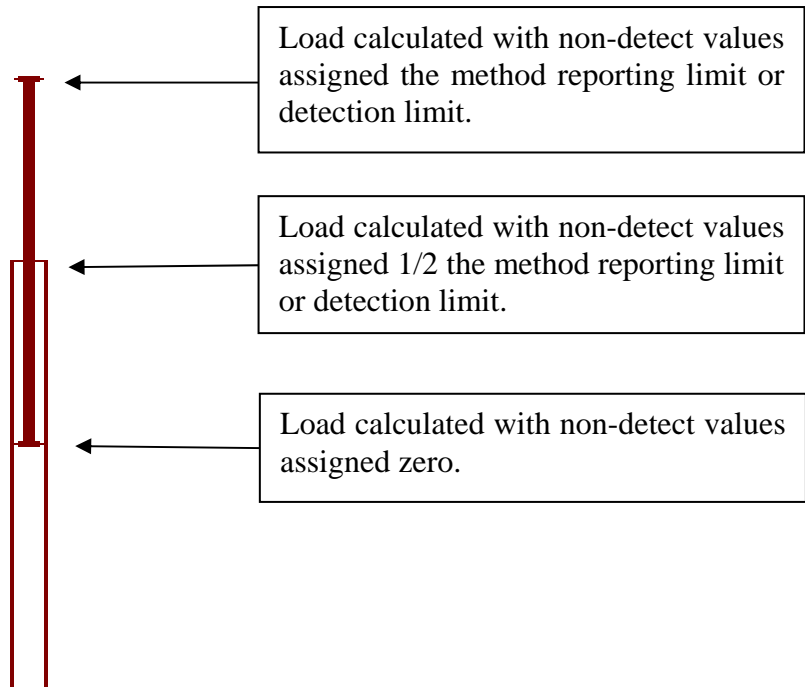 Load calculated with non-detect values
assigned the method reporting limit or
detection limit.
Load calculated with non-detect values
assigned 1/2 the method reporting limit
or detection limit.
Load calculated with non-detect values
assigned zero.